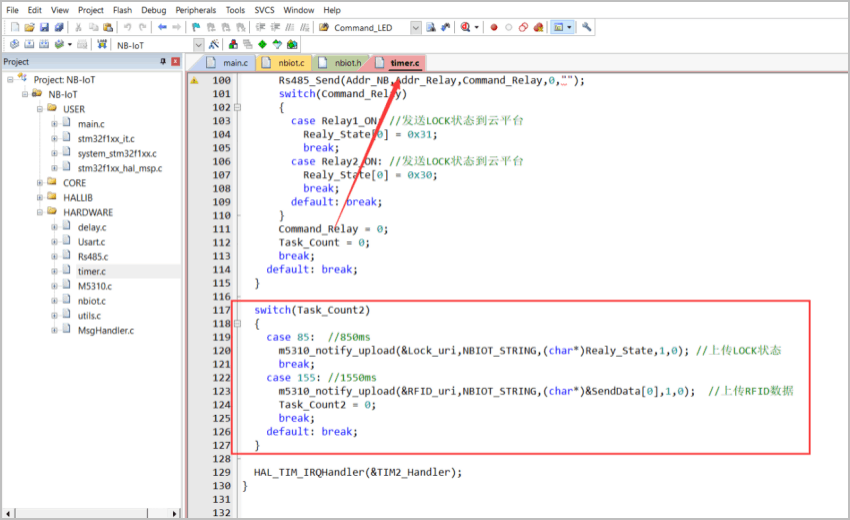 File Edit View Project Flash Debug Peripherals Tools SVCS Window Help
Command_LED
NB-IoT
Project
main.c nbiot.c nbiot.h timer.c
Project: NB-IoT
NB-IoT
USER
main.c
stm32f1xx_it.c
system_stm32f1xx.c
stm32f1xx_hal_msp.c
CORE
HALLIB
HARDWARE
delay.c
Usart.c
Rs485.c
timer.c
M5310.c
nbiot.c
utils.c
MsgHandler.c
100 Rs485_Send(Addr_NB,Addr_Relay,Command_Relay,0,"");
101 switch(Command_Relay)
102 {
103 case Relay1_ON: //发送LOCK状态到云平台
104 Realy_State[0] = 0x31;
105 break;
106 case Relay2_ON: //发送LOCK状态到云平台
107 Realy_State[0] = 0x30;
108 break;
109 default: break;
110 }
111 Command_Relay = 0;
112 Task_Count = 0;
113 break;
114 default: break;
115 }
116
117 switch(Task_Count2)
118 {
119 case 85: //850ms
120 m5310_notify_upload(&Lock_uri,NBIOT_STRING,(char*)Realy_State,1,0); //上传LOCK状态
121 break;
122 case 155: //1550ms
123 m5310_notify_upload(&RFID_uri,NBIOT_STRING,(char*)&SendData[0],1,0); //上传RFID数据
124 Task_Count2 = 0;
125 break;
126 default: break;
127 }
128
129 HAL_TIM_IRQHandler(&TIM2_Handler);
130 }
131
132